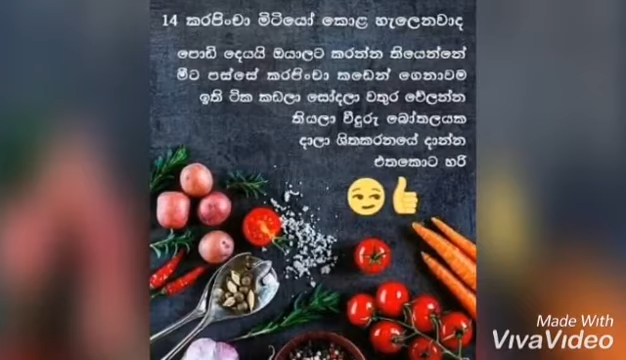 14 කරපිංචා මිටියෝ කොළ හැලෙනවාද
පොඩි දෙයයි ඔයාලට කරන්න තියෙන්නේ
මීට පස්සේ කරපිංචා කඩෙන් ගෙනාවම
ඉති ටික කඩලා සෝදලා වතුර වේලන්න
තියලා වීදුරු බෝතලයක
දාලා ශීතකරනයේ දාන්න
එතකොට හරි
Made With
VivaVideo